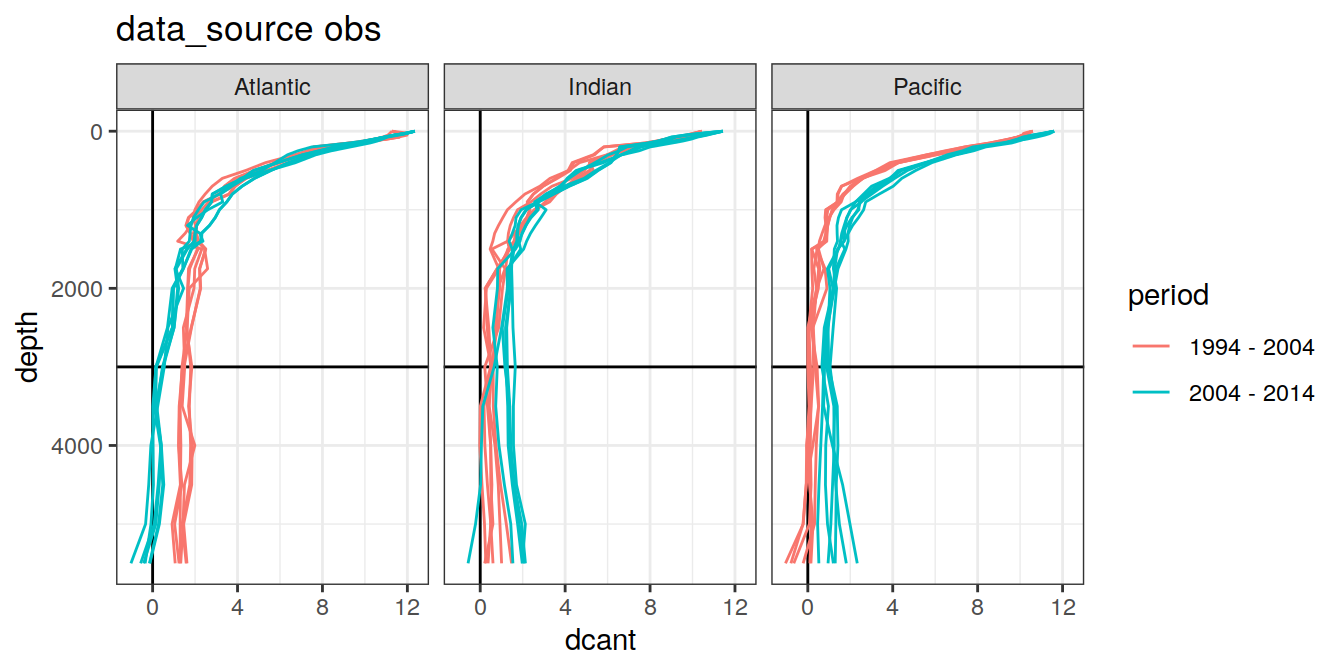 data_source obs
Atlantic Indian Pacific
0
2000
4000
depth
0 4 8 12 0 4 8 12 0 4 8 12
dcant
period
1994 - 2004
2004 - 2014